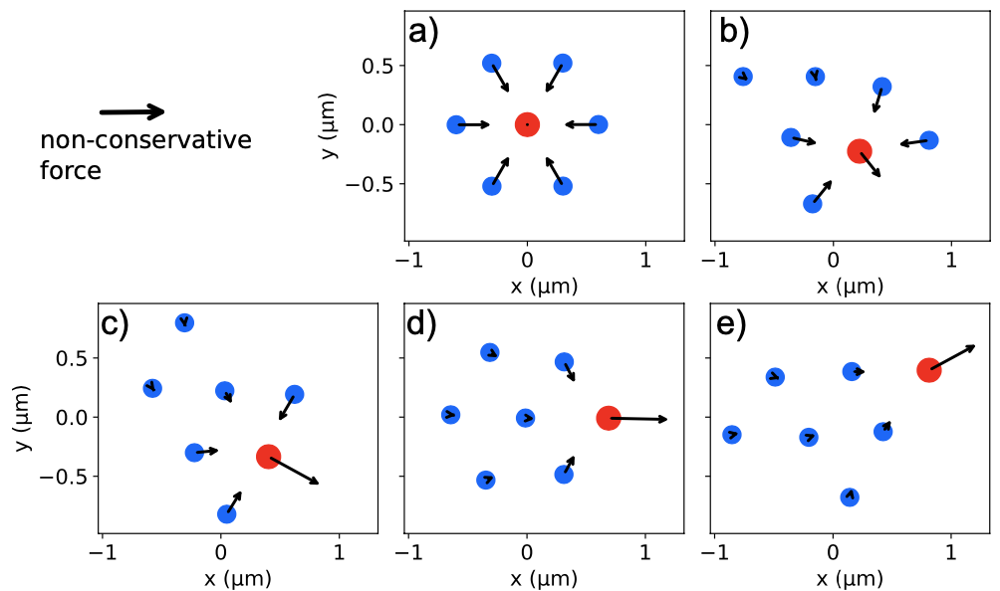 a)
b)
non-conservative
force
y (μm)
0.5
0.0
−0.5
−1
0
1
x (μm)
−1
0
1
x (μm)
c)
d)
e)
y (μm)
0.5
0.0
−0.5
−1
0
1
x (μm)
−1
0
1
x (μm)
−1
0
1
x (μm)